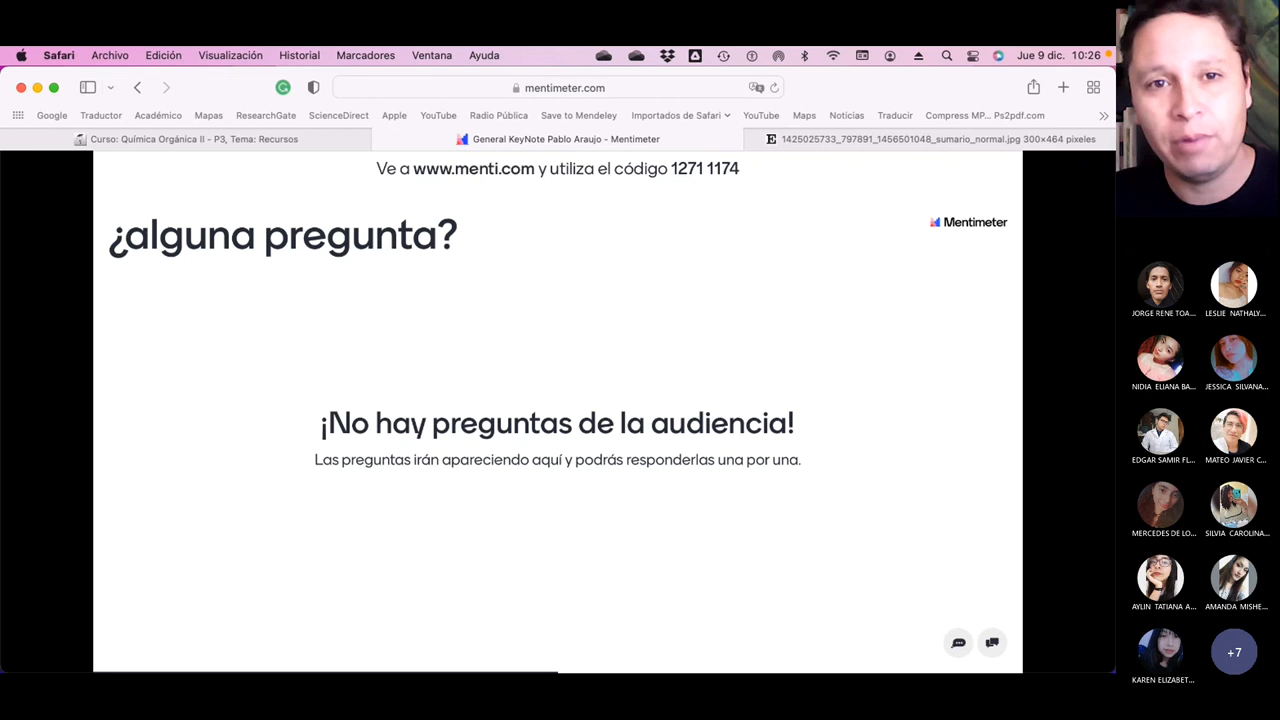 Safari Archivo Edición Visualización Historial Marcadores Ventana Ayuda Jue 9 dic. 10:26
mentimeter.com
Google Traductor Académico Mapas ResearchGate ScienceDirect Apple YouTube Radio Pública Save to Mendeley Importados de Safari YouTube Maps Noticias Traducir Compress MP... Ps2pdf.com
Curso: Química Orgánica II – P3, Tema: Recursos
General KeyNote Pablo Araujo - Mentimeter
E 1425025733_797891_1456501048_sumario_normal.jpg 300×464 pixeles
Ve a www.menti.com y utiliza el código 1271 1174
¿alguna pregunta?
Mentimeter
¡No hay preguntas de la audiencia!
Las preguntas irán apareciendo aquí y podrás responderlas una por una.
JORGE RENE TOA... LESLIE NATHALY...
NIDIA ELIANA BA... JESSICA SILVANA...
EDGAR SAMIR FL... MATEO JAVIER C...
MERCEDES DE LO... SILVIA CAROLINA...
AYLIN TATIANA A... AMANDA MISHE...
KAREN ELIZABET... +7